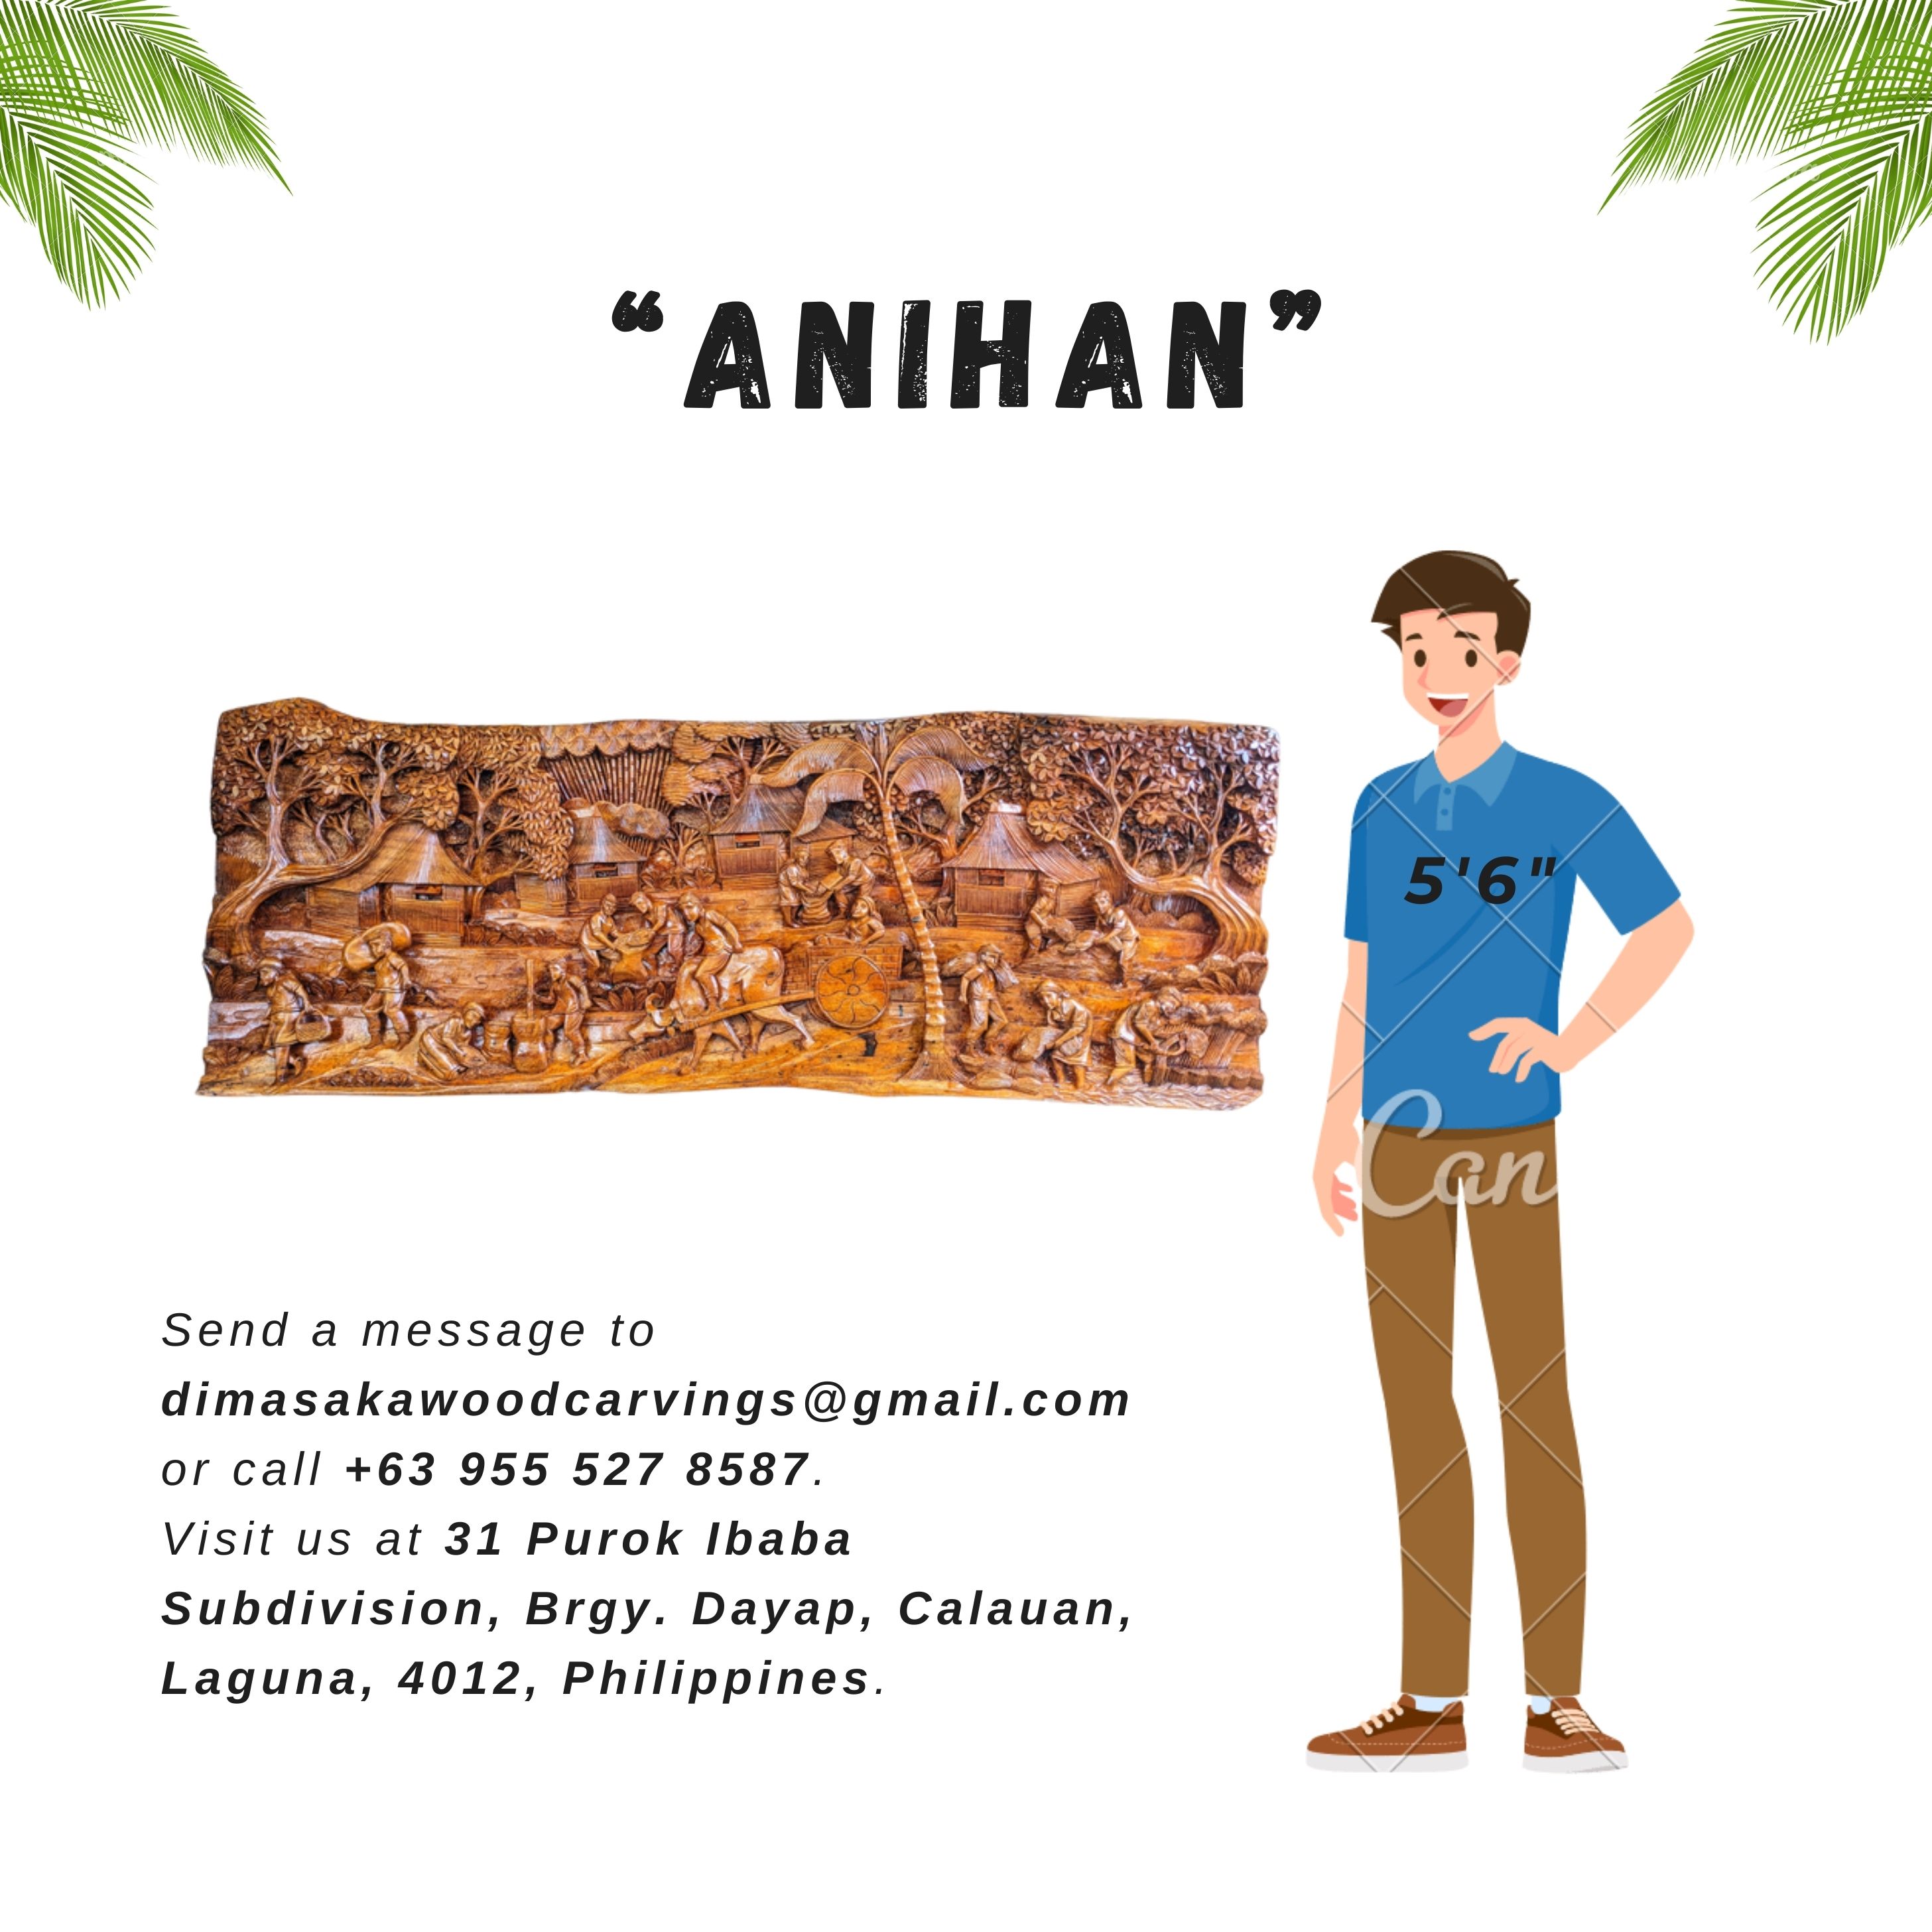 “ANIHAN”
5'6"
Can
Send a message to
dimasakawoodcarvings@gmail.com
or call +63 955 527 8587.
Visit us at 31 Purok Ibaba
Subdivision, Brgy. Dayap, Calauan,
Laguna, 4012, Philippines.